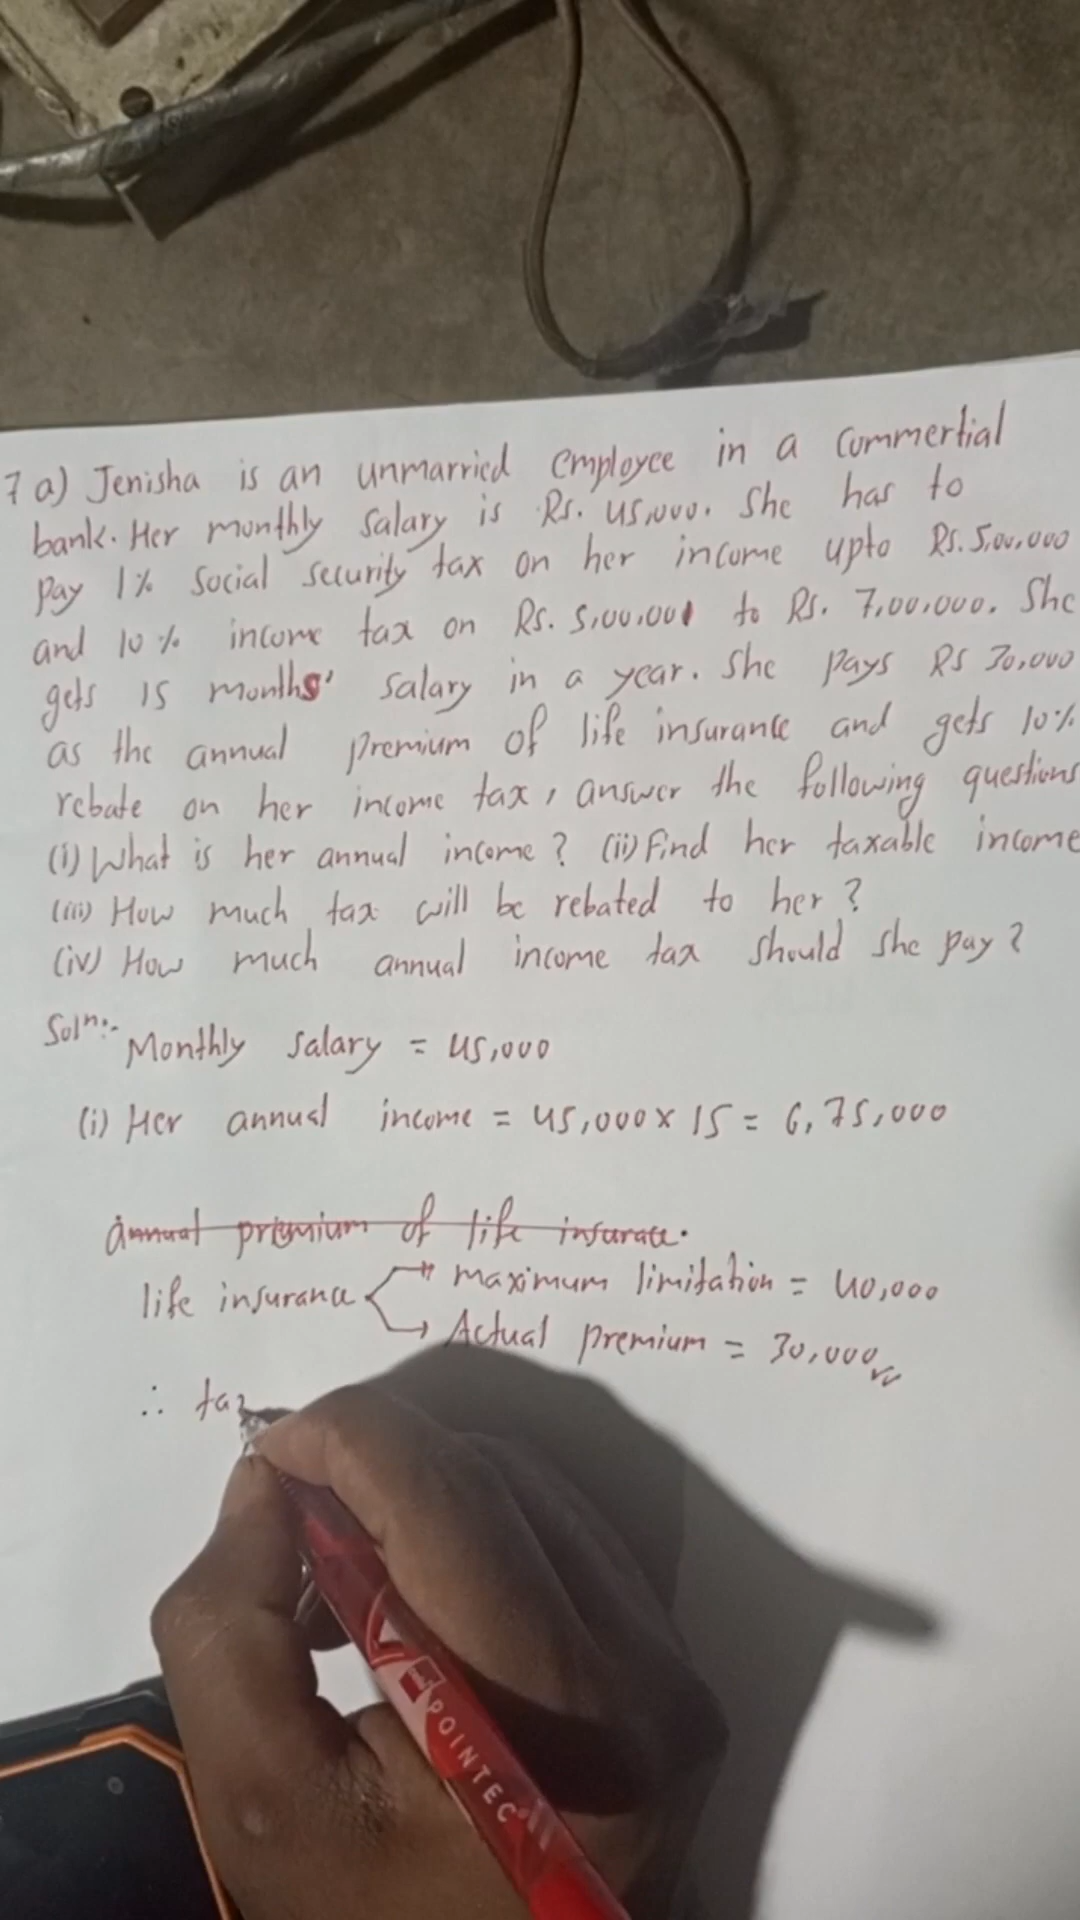 7 a) Jenisha is an unmarried employee in a Commertial
bank. Her monthly salary is Rs. 45,000. She has to
pay 1% social security tax on her income upto Rs. 5,00,000
and 10% income tax on Rs. 5,00,001 to Rs. 7,00,000. She
gets 15 months' salary in a year. She pays Rs 30,000
as the annual premium of life insurance and gets 10%
rebate on her income tax, answer the following questions
(i) What is her annual income? (ii) Find her taxable income
(iii) How much tax will be rebated to her?
(iv) How much annual income tax should she pay?
Soln:-
Monthly salary = 45,000
(i) Her annual income = 45,000 x 15 = 6,75,000
Annual premium of life insurace.
life insurance → maximum limitation = 40,000
→ Actual premium = 30,000
∴ tax
POINTEC